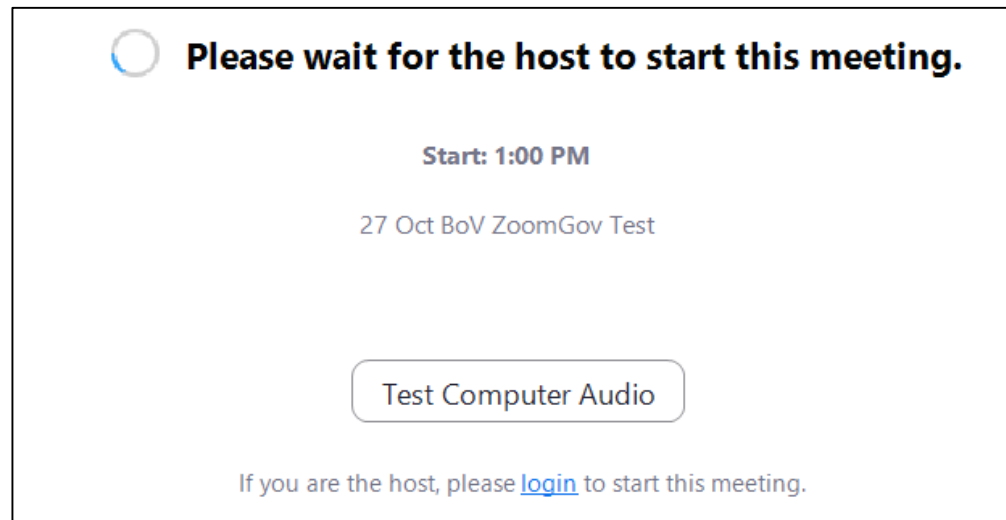 Please wait for the host to start this meeting.
Start: 1:00 PM
27 Oct BoV ZoomGov Test
Test Computer Audio
If you are the host, please login to start this meeting.